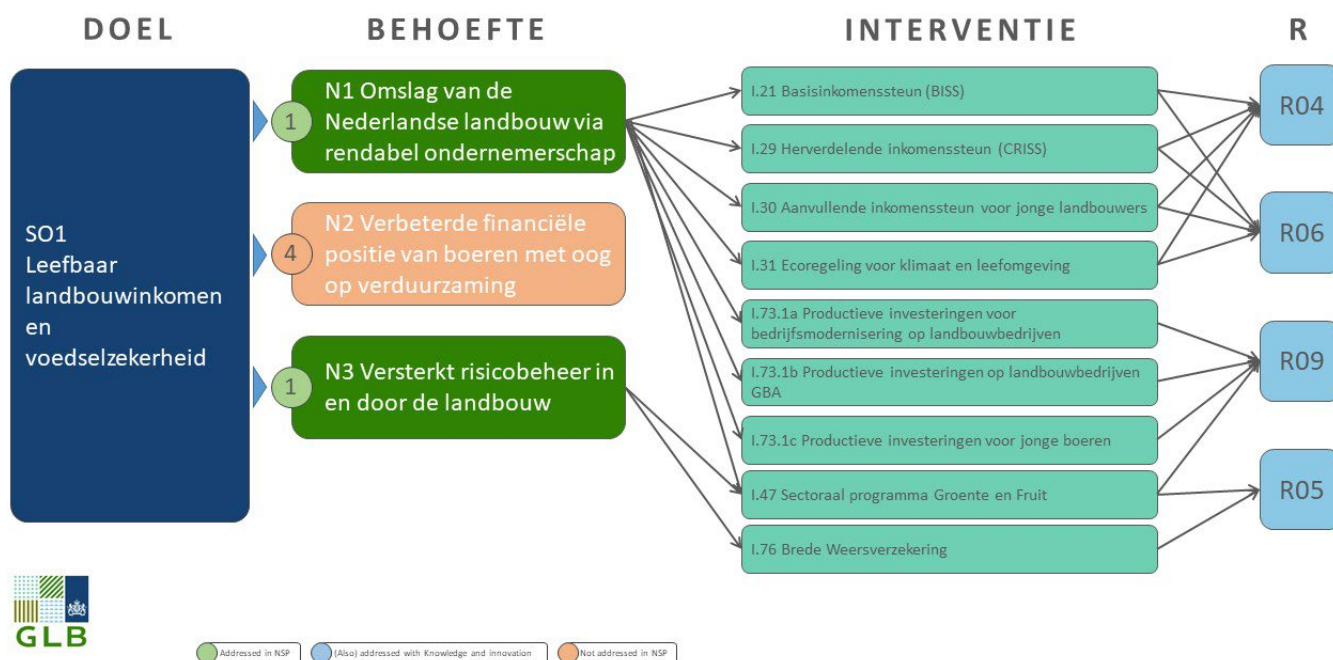 DOEL
BEHOEFTE
INTERVENTIE
R
SO1
Leefbaar
landbouwinkomen
en
voedselzekerheid
1
N1 Omslag van de
Nederlandse landbouw via
rendabel ondernemerschap
4
N2 Verbeterde financiële
positie van boeren met oog
op verduurzaming
1
N3 Versterkt risicobeheer in
en door de landbouw
I.21 Basisinkomenssteun (BISS)
I.29 Herverdelende inkomenssteun (CRISS)
I.30 Aanvullende inkomenssteun voor jonge landbouwers
I.31 Ecoregeling voor klimaat en leefomgeving
I.73.1a Productieve investeringen voor
bedrijfsmodernisering op landbouwbedrijven
I.73.1b Productieve investeringen op landbouwbedrijven
GBA
I.73.1c Productieve investeringen voor jonge boeren
I.47 Sectoraal programma Groente en Fruit
I.76 Brede Weersverzekering
R04
R06
R09
R05
GLB
Addressed in NSP
(Also) addressed with Knowledge and innovation
Not addressed in NSP